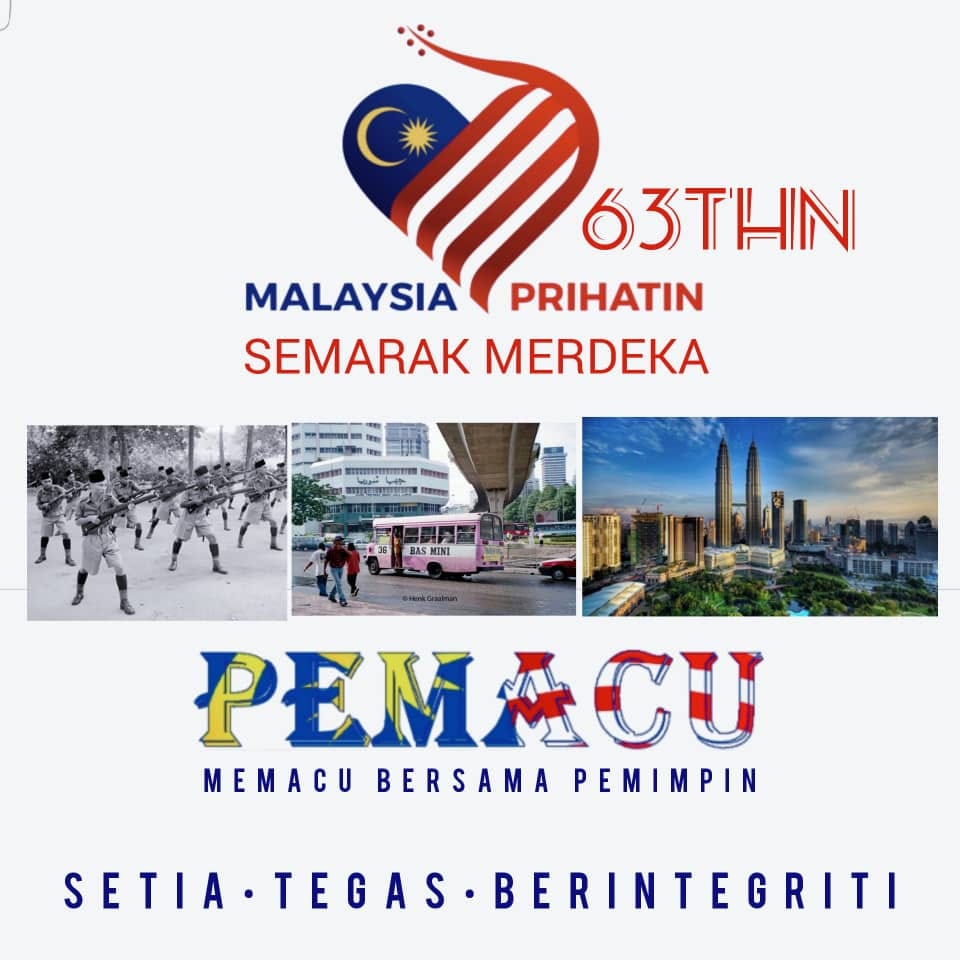 63THN
MALAYSIA PRIHATIN
SEMARAK MERDEKA
36 BAS MINI
© Henk Graalman
PEMACU
MEMACU BERSAMA PEMIMPIN
SETIA • TEGAS • BERINTEGRITI